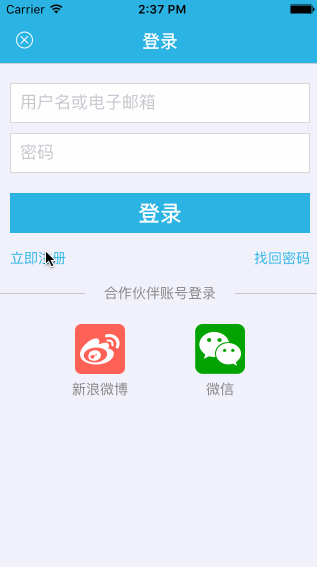 Carrier 2:37 PM
登录
用户名或电子邮箱
密码
登录
立即注册 找回密码
合作伙伴账号登录
新浪微博 微信